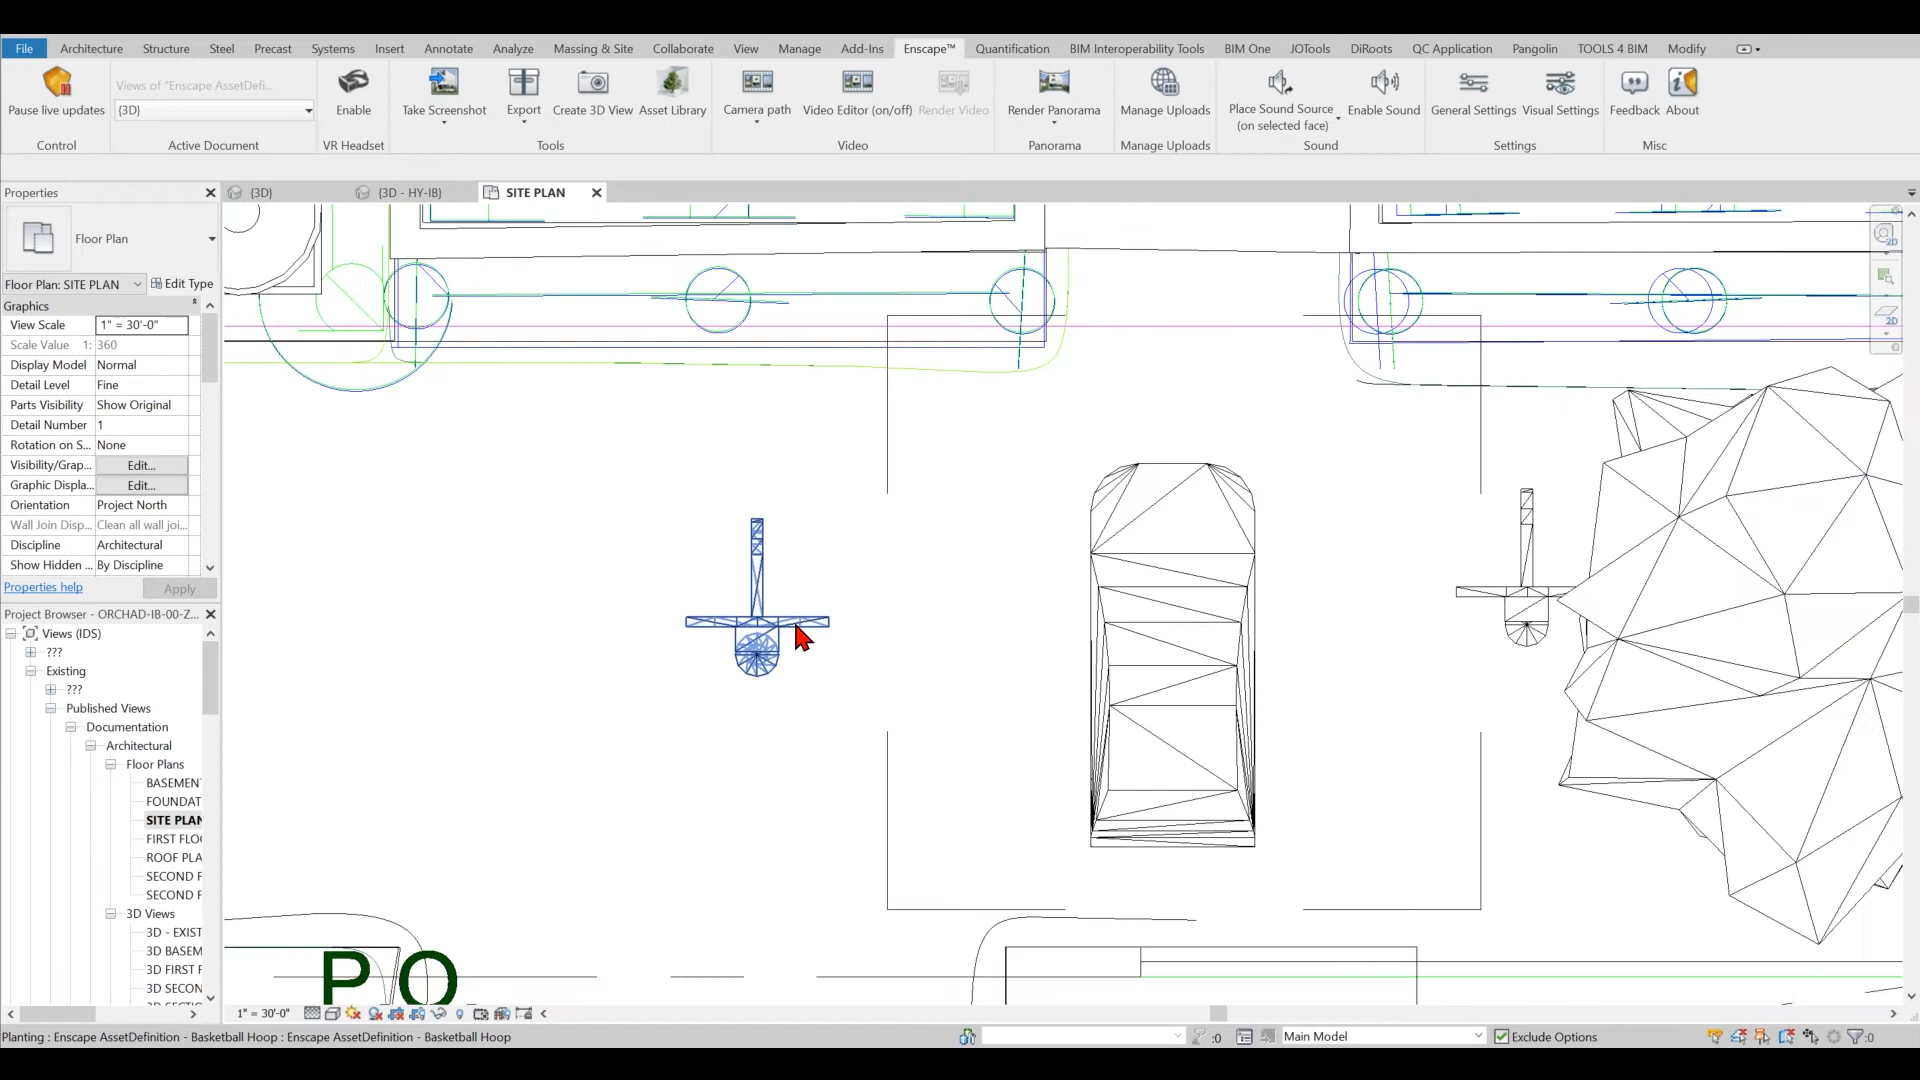 File Architecture Structure Steel Precast Systems Insert Annotate Analyze Massing & Site Collaborate View Manage Add-Ins Enscape™ Quantification BIM Interoperability Tools BIM One JOTools DiRoots QC Application Pangolin TOOLS 4 BIM Modify
Views of "Enscape AssetDefi...
Pause live updates {3D} Enable Take Screenshot Export Create 3D View Asset Library Camera path Video Editor (on/off) Render Video Render Panorama Manage Uploads Place Sound Source Enable Sound General Settings Visual Settings Feedback About
(on selected face)
Control Active Document VR Headset Tools Video Panorama Manage Uploads Sound Settings Misc
Properties {3D} {3D - HY-IB} SITE PLAN
Floor Plan
Floor Plan: SITE PLAN Edit Type
Graphics
View Scale 1" = 30'-0"
Scale Value 1: 360
Display Model Normal
Detail Level Fine
Parts Visibility Show Original
Detail Number 1
Rotation on S... None
Visibility/Grap... Edit...
Graphic Displa... Edit...
Orientation Project North
Wall Join Disp... Clean all wall joi...
Discipline Architectural
Show Hidden ... By Discipline
Properties help Apply
Project Browser - ORCHAD-IB-00-Z...
Views (IDS)
???
Existing
???
Published Views
Documentation
Architectural
Floor Plans
BASEMEN
FOUNDAT
SITE PLAN
FIRST FLO
ROOF PLA
SECOND F
SECOND F
3D Views
3D - EXIST
3D BASEM
3D FIRST F
3D SECON
2D
2D
PO
1" = 30'-0"
Planting : Enscape AssetDefinition - Basketball Hoop : Enscape AssetDefinition - Basketball Hoop :0 Main Model Exclude Options :0